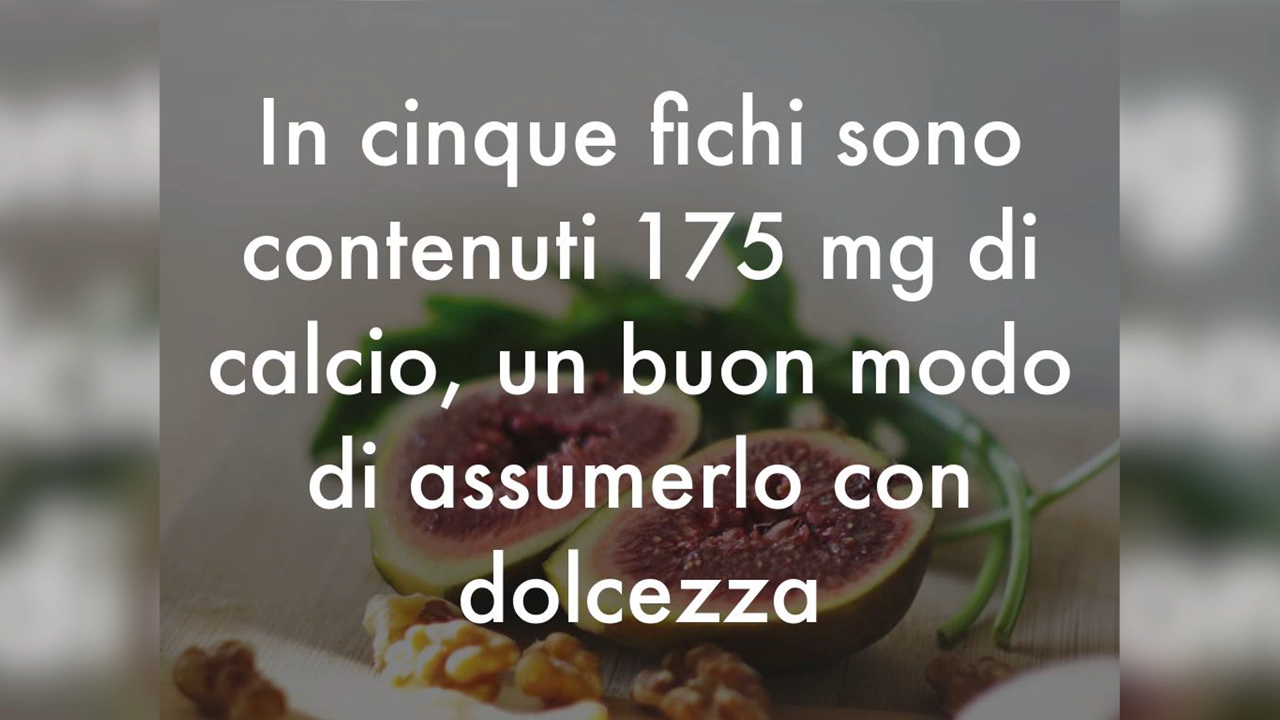 In cinque fichi sono
contenuti 175 mg di
calcio, un buon modo
di assumerlo con
dolcezza